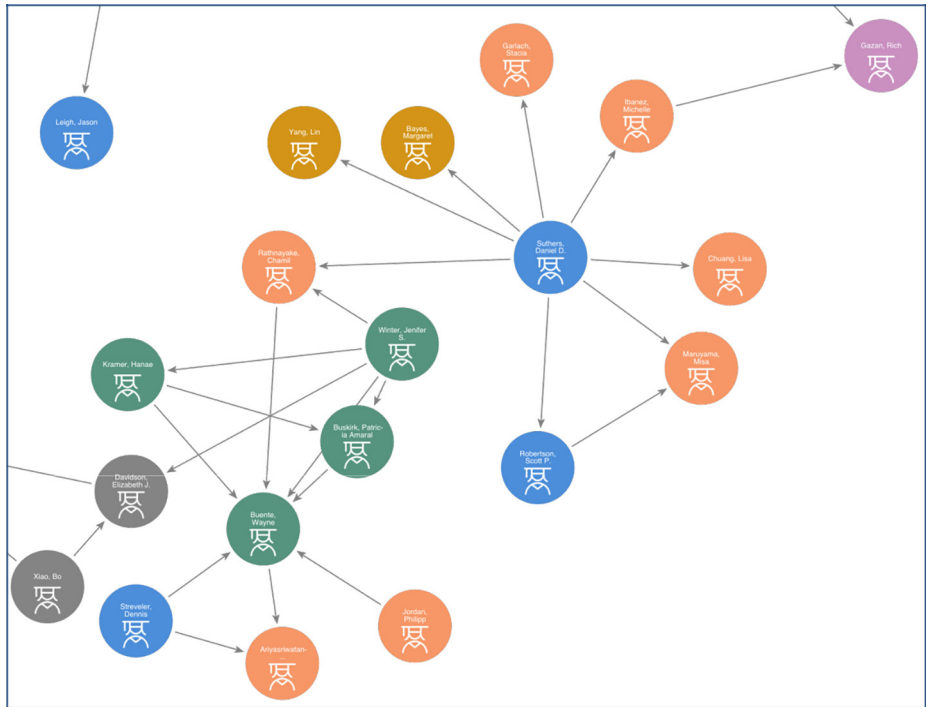 Garlach,
Stacia
Gazan, Rich
Ibanez,
Michelle
Leigh, Jason
Yang, Lin
Bayes,
Margaret
Suthers,
Daniel D.
Rathnayake,
Chamil
Chuang, Lisa
Winter, Jenifer
S.
Kramer, Hanae
Maruyama,
Misa
Buskirk, Patric-
ia Amaral
Robertson,
Scott P.
Davidson,
Elizabeth J.
Buente,
Wayne
Xiao, Bo
Streveler,
Dennis
Jordan,
Philipp
Ariyasriwatan-
...